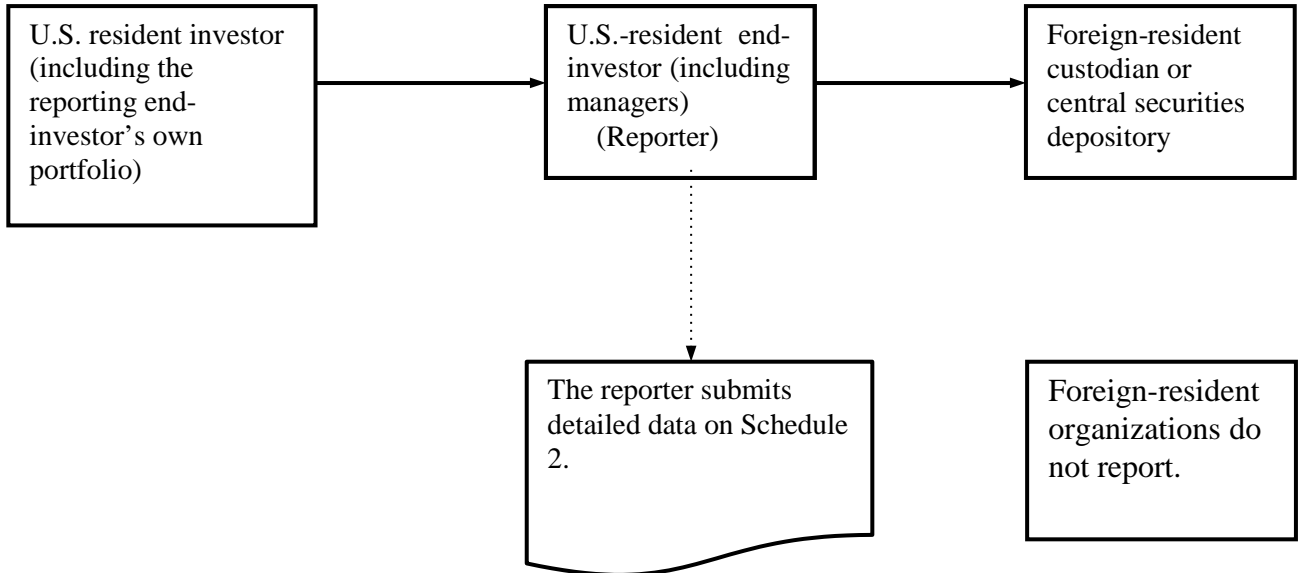 U.S. resident investor
(including the
reporting end-
investor’s own
portfolio)
U.S.-resident end-
investor (including
managers)
(Reporter)
Foreign-resident
custodian or
central securities
depository
The reporter submits
detailed data on Schedule
2.
Foreign-resident
organizations do
not report.